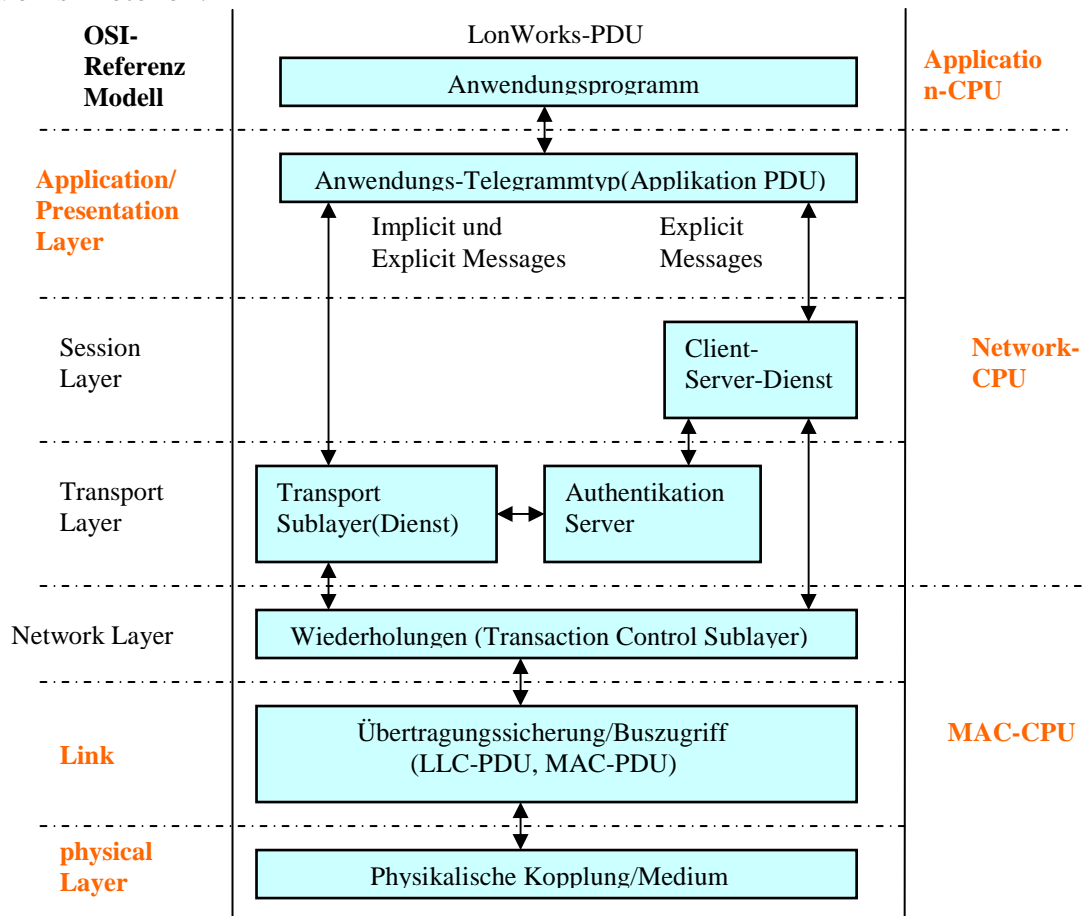 OSI-
Referenz
Modell
LonWorks-PDU
Anwendungsprogramm
Applicatio
n-CPU
Application/
Presentation
Layer
Anwendungs-Telegrammtyp(Applikation PDU)
Implicit und
Explicit Messages
Explicit
Messages
Session
Layer
Client-
Server-Dienst
Network-
CPU
Transport
Layer
Transport
Sublayer(Dienst)
Authentikation
Server
Network Layer
Wiederholungen (Transaction Control Sublayer)
Link
Übertragungssicherung/Buszugriff
(LLC-PDU, MAC-PDU)
MAC-CPU
physical
Layer
Physikalische Kopplung/Medium